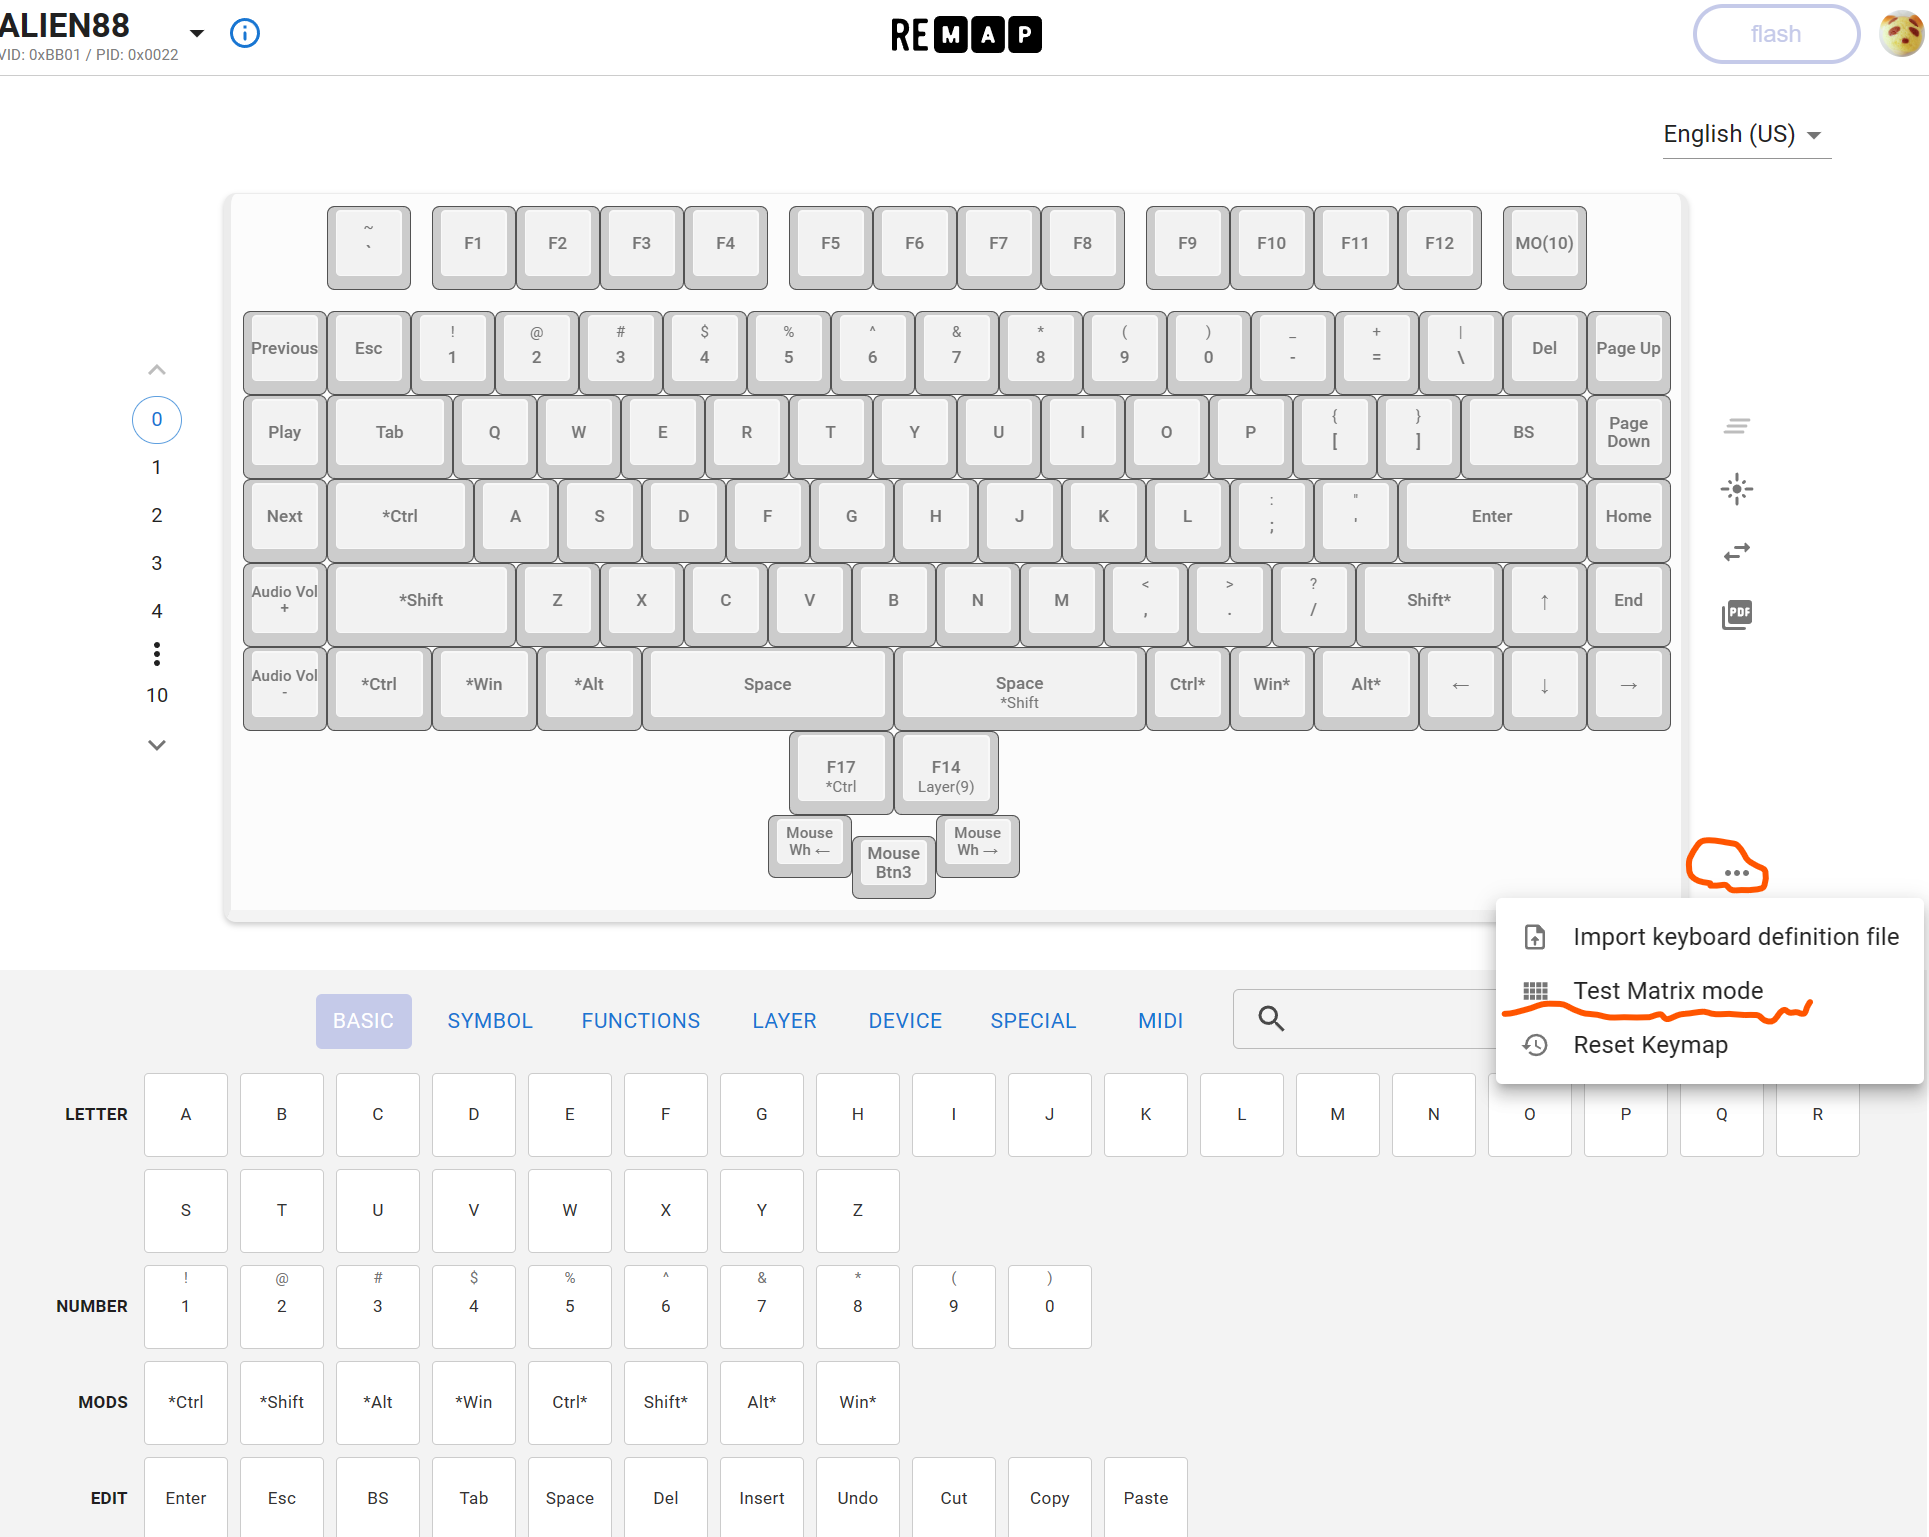 ALIEN88
VID: 0xBB01 / PID: 0x0022
REMAP
flash
English (US)
~
`
F1 F2 F3 F4 F5 F6 F7 F8 F9 F10 F11 F12 MO(10)
! @ # $ % ^ & * ( ) _ + |
Previous Esc 1 2 3 4 5 6 7 8 9 0 - = \ Del Page Up
{ }
Play Tab Q W E R T Y U I O P [ ] BS Page Down
: "
Next *Ctrl A S D F G H J K L ; ' Enter Home
< > ?
Audio Vol + *Shift Z X C V B N M , . / Shift* ↑ End
Audio Vol - *Ctrl *Win *Alt Space Space Ctrl* Win* Alt* ← ↓ →
*Shift
F17 F14
*Ctrl Layer(9)
Mouse Wh ← Mouse Btn3 Mouse Wh →
0
1
2
3
4
10
PDF
Import keyboard definition file
Test Matrix mode
Reset Keymap
BASIC SYMBOL FUNCTIONS LAYER DEVICE SPECIAL MIDI
LETTER A B C D E F G H I J K L M N O P Q R
S T U V W X Y Z
! @ # $ % ^ & * ( )
NUMBER 1 2 3 4 5 6 7 8 9 0
MODS *Ctrl *Shift *Alt *Win Ctrl* Shift* Alt* Win*
EDIT Enter Esc BS Tab Space Del Insert Undo Cut Copy Paste